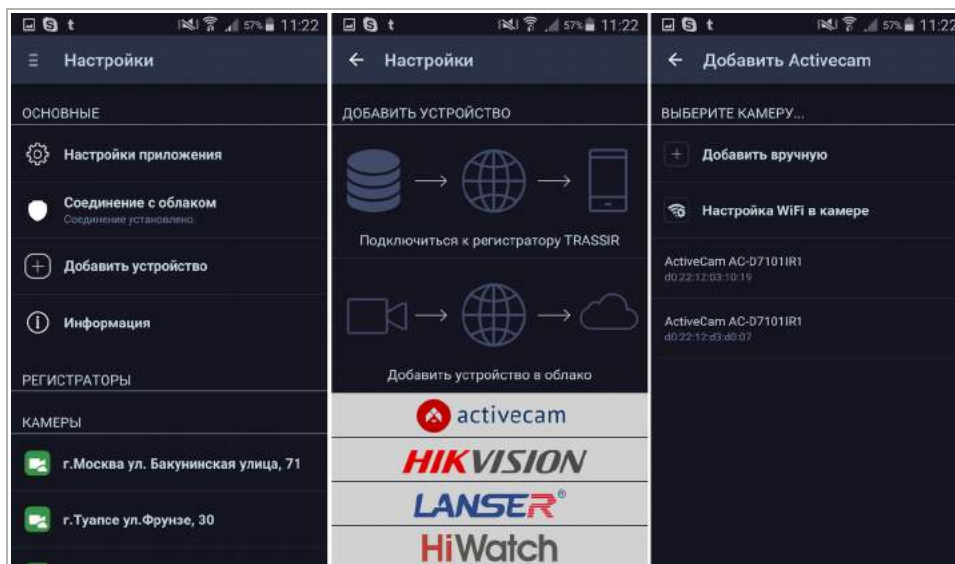 t
57%
11:22
Настройки
ОСНОВНЫЕ
Настройки приложения
Соединение с облаком
Соединение установлено.
Добавить устройство
Информация
РЕГИСТРАТОРЫ
КАМЕРЫ
г.Москва ул. Бакунинская улица, 71
г.Туапсе ул.Фрунзе, 30
t
57%
11:22
Настройки
ДОБАВИТЬ УСТРОЙСТВО
Подключиться к регистратору TRASSIR
Добавить устройство в облако
activecam
HIKVISION
LANSER®
HiWatch
t
57%
11:22
Добавить Activecam
ВЫБЕРИТЕ КАМЕРУ...
Добавить вручную
Настройка WiFi в камере
ActiveCam AC-D7101IR1
d0:22:12:03:10:19
ActiveCam AC-D7101IR1
d0:22:12:d3:d0:07